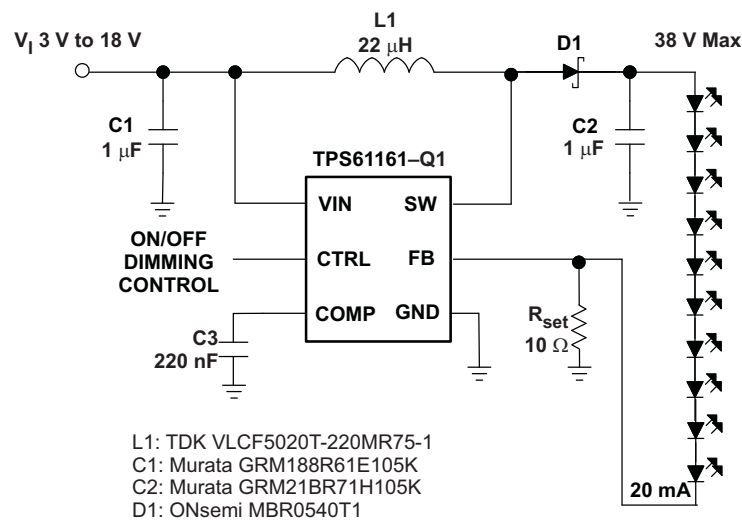 L1
22 μH
VI 3 V to 18 V
D1
38 V Max
C1
1 μF
C2
1 μF
TPS61161–Q1
VIN
SW
ON/OFF
DIMMING
CONTROL
CTRL
FB
COMP
GND
Rset
10 Ω
C3
220 nF
L1: TDK VLCF5020T-220MR75-1
C1: Murata GRM188R61E105K
C2: Murata GRM21BR71H105K
D1: ONsemi MBR0540T1
20 mA